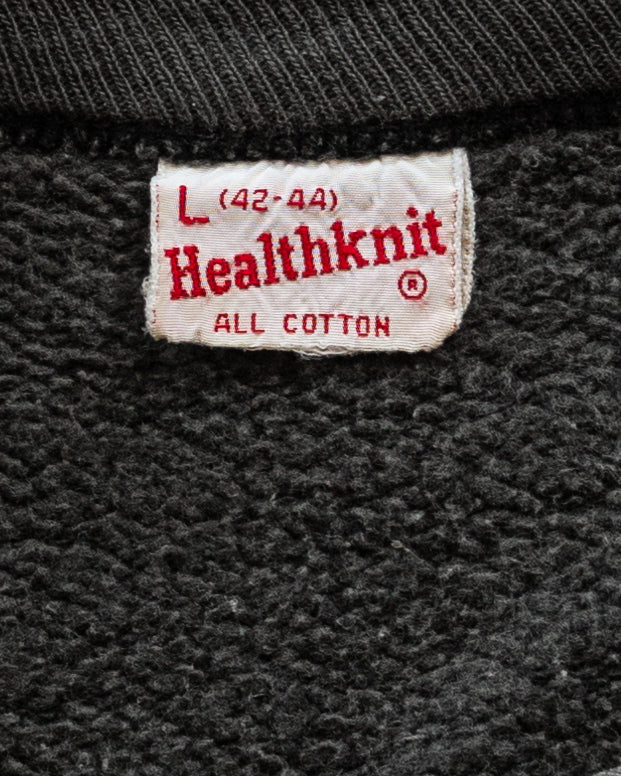 L (42-44)
Healthknit
®
ALL COTTON